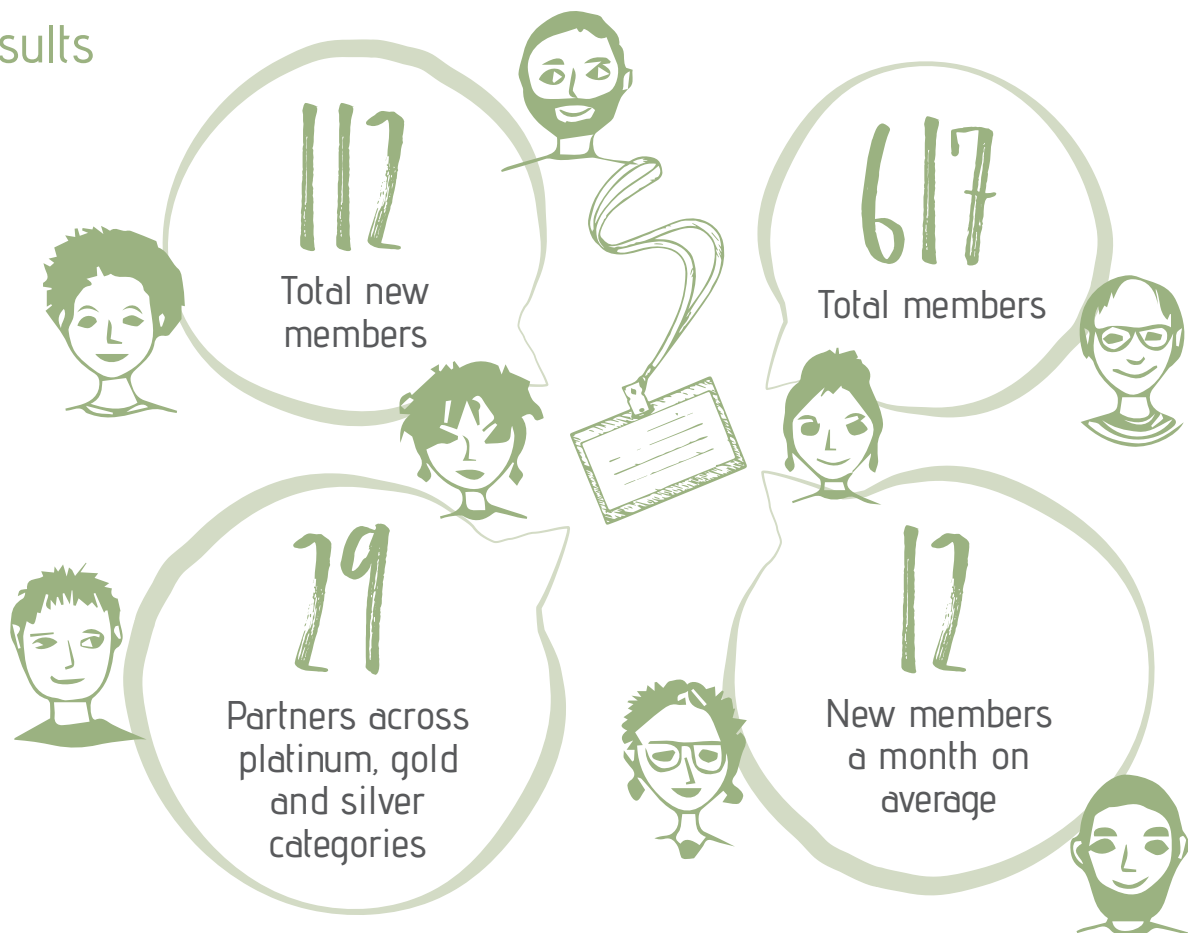 sults
112
Total new
members
617
Total members
29
Partners across
platinum, gold
and silver
categories
12
New members
a month on
average